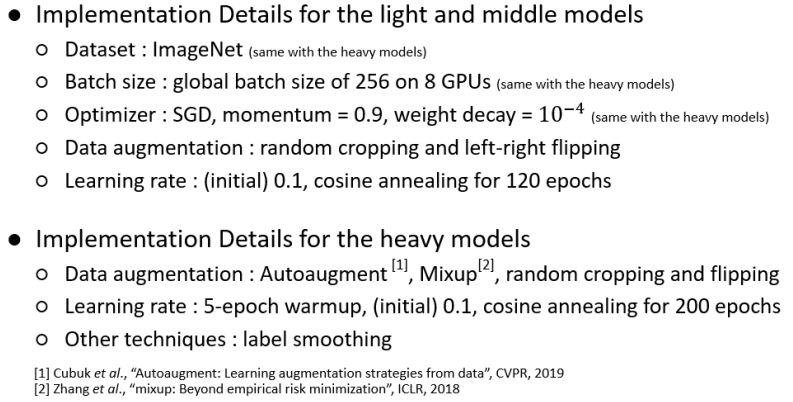 ● Implementation Details for the light and middle models
○ Dataset : ImageNet (same with the heavy models)
○ Batch size : global batch size of 256 on 8 GPUs (same with the heavy models)
○ Optimizer : SGD, momentum = 0.9, weight decay = 10⁻⁴ (same with the heavy models)
○ Data augmentation : random cropping and left-right flipping
○ Learning rate : (initial) 0.1, cosine annealing for 120 epochs
● Implementation Details for the heavy models
○ Data augmentation : Autoaugment [1], Mixup[2], random cropping and flipping
○ Learning rate : 5-epoch warmup, (initial) 0.1, cosine annealing for 200 epochs
○ Other techniques : label smoothing
[1] Cubuk et al., “Autoaugment: Learning augmentation strategies from data”, CVPR, 2019
[2] Zhang et al., “mixup: Beyond empirical risk minimization”, ICLR, 2018